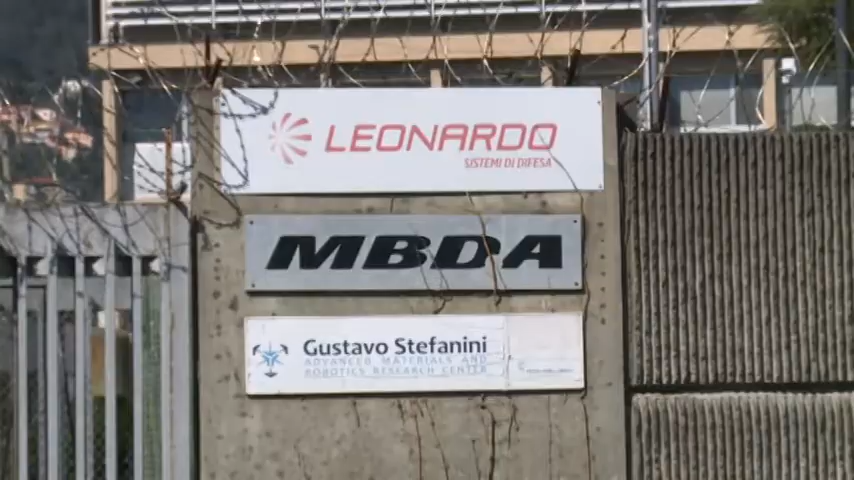 LEONARDO
SISTEMI DI DIFESA
MBDA
Gustavo Stefanini
ADVANCED MATERIALS AND
ROBOTICS RESEARCH CENTER